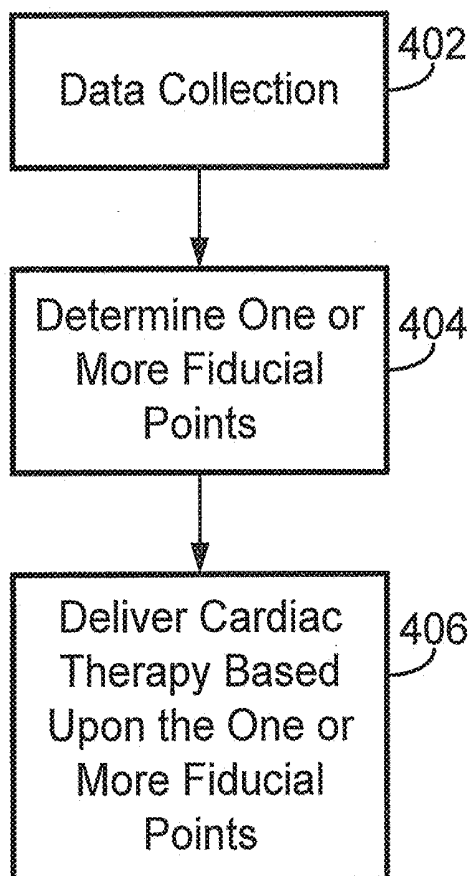 Data Collection
402
Determine One or
More Fiducial
Points
404
Deliver Cardiac
Therapy Based
Upon the One or
More Fiducial
Points
406